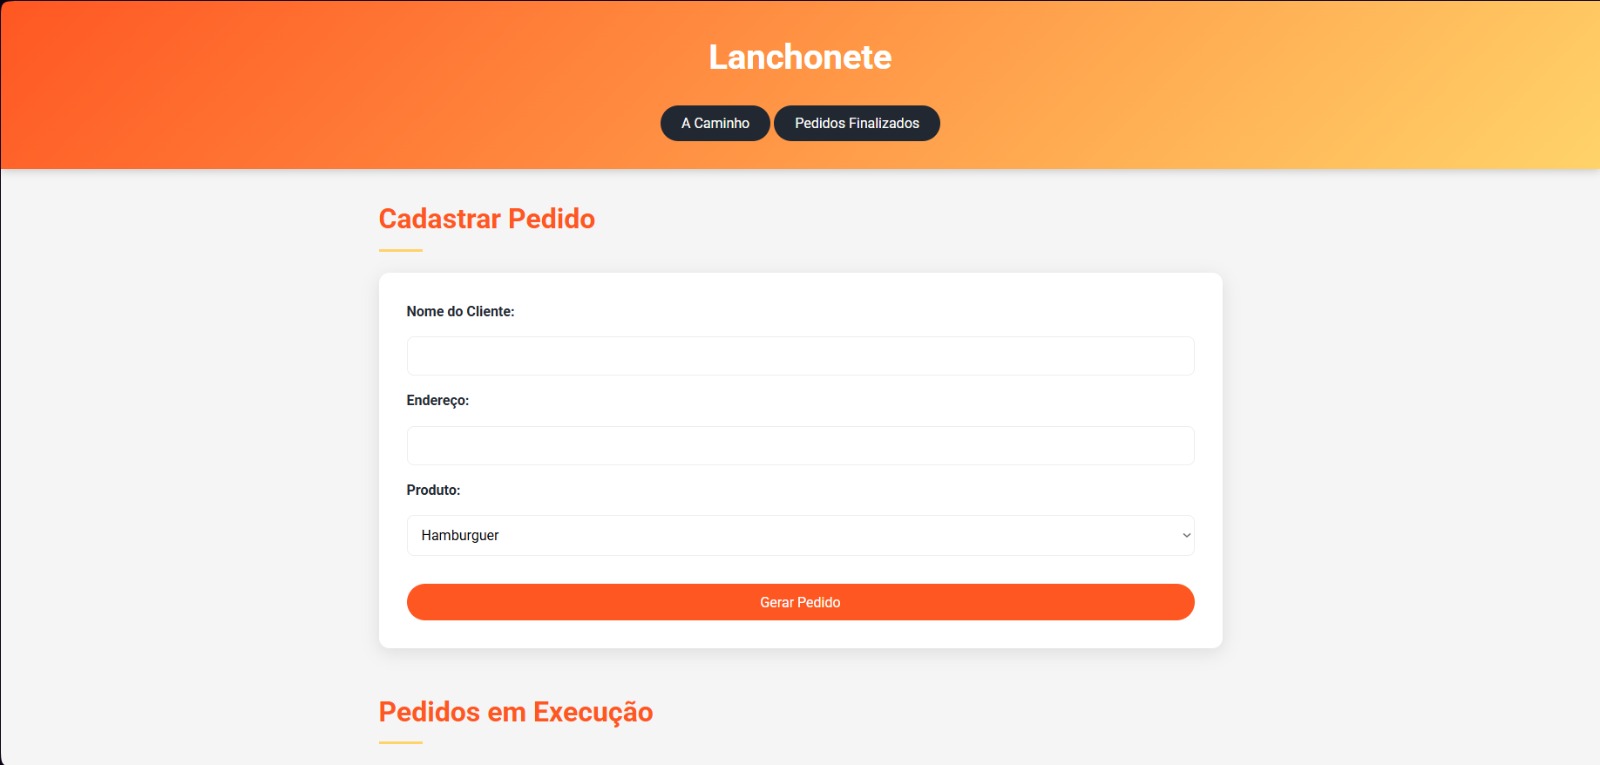 Lanchonete
A Caminho Pedidos Finalizados
Cadastrar Pedido
Nome do Cliente:
Endereço:
Produto:
Hamburguer
Gerar Pedido
Pedidos em Execução